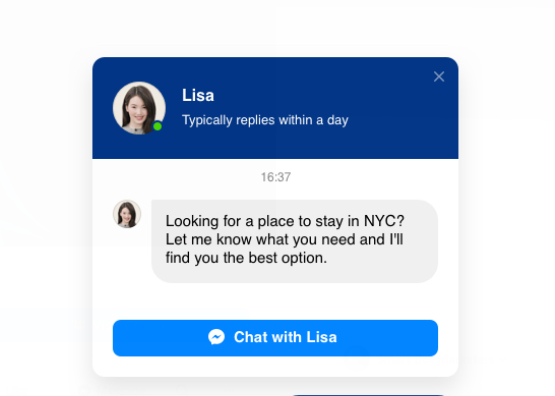 Lisa
Typically replies within a day
16:37
Looking for a place to stay in NYC?
Let me know what you need and I'll
find you the best option.
Chat with Lisa